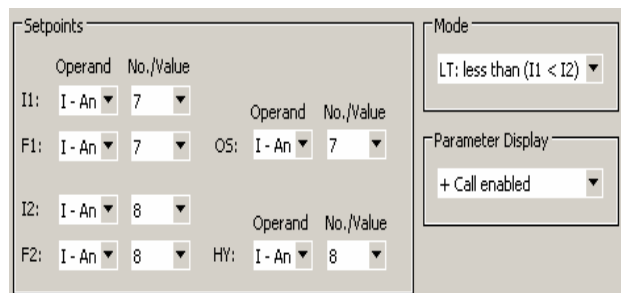 Setpoints
Operand No./Value
I1: I - An 7
F1: I - An 7
I2: I - An 8
F2: I - An 8
Operand No./Value
OS: I - An 7
Operand No./Value
HY: I - An 8
Mode
LT: less than (I1 < I2)
Parameter Display
+ Call enabled